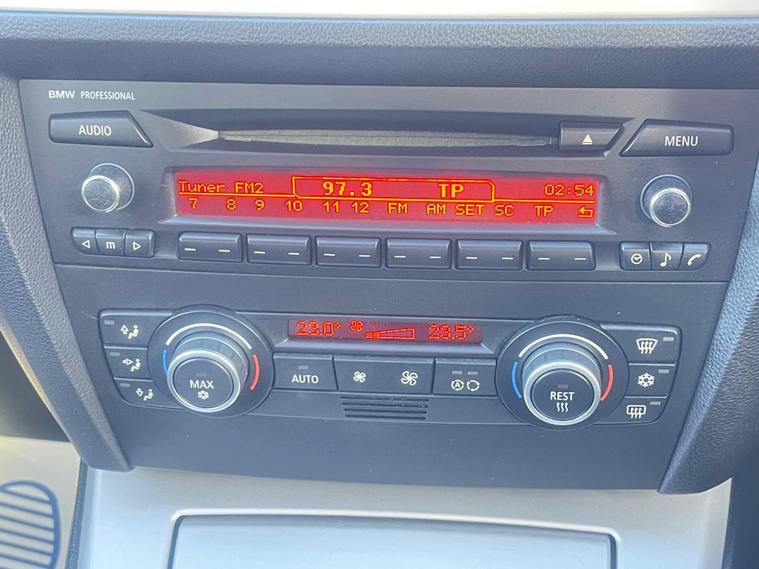 BMW PROFESSIONAL
AUDIO
MENU
Tuner FM2 97.3 TP 02:54
7 8 9 10 11 12 FM AM SET SC TP
m
23.0° 23.5°
MAX
AUTO
A
REST